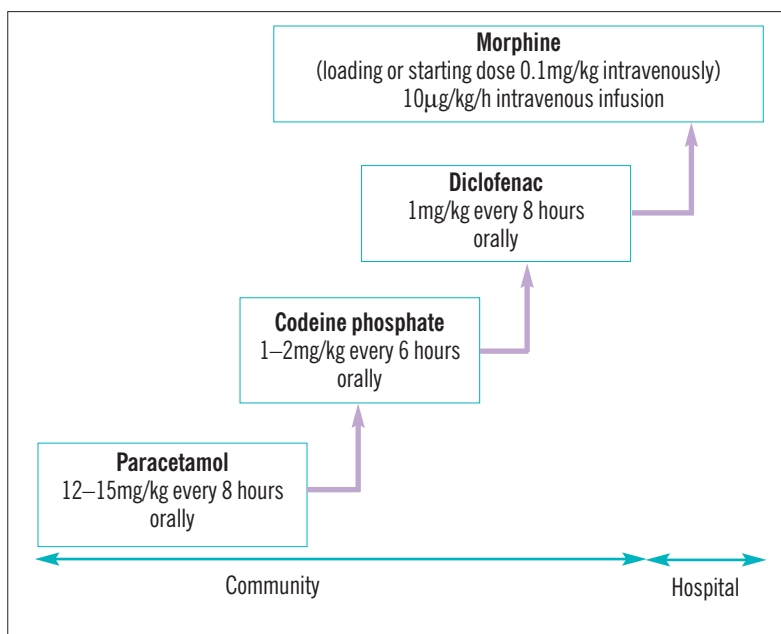 Morphine
(loading or starting dose 0.1mg/kg intravenously)
10µg/kg/h intravenous infusion
Diclofenac
1mg/kg every 8 hours
orally
Codeine phosphate
1–2mg/kg every 6 hours
orally
Paracetamol
12–15mg/kg every 8 hours
orally
Community
Hospital